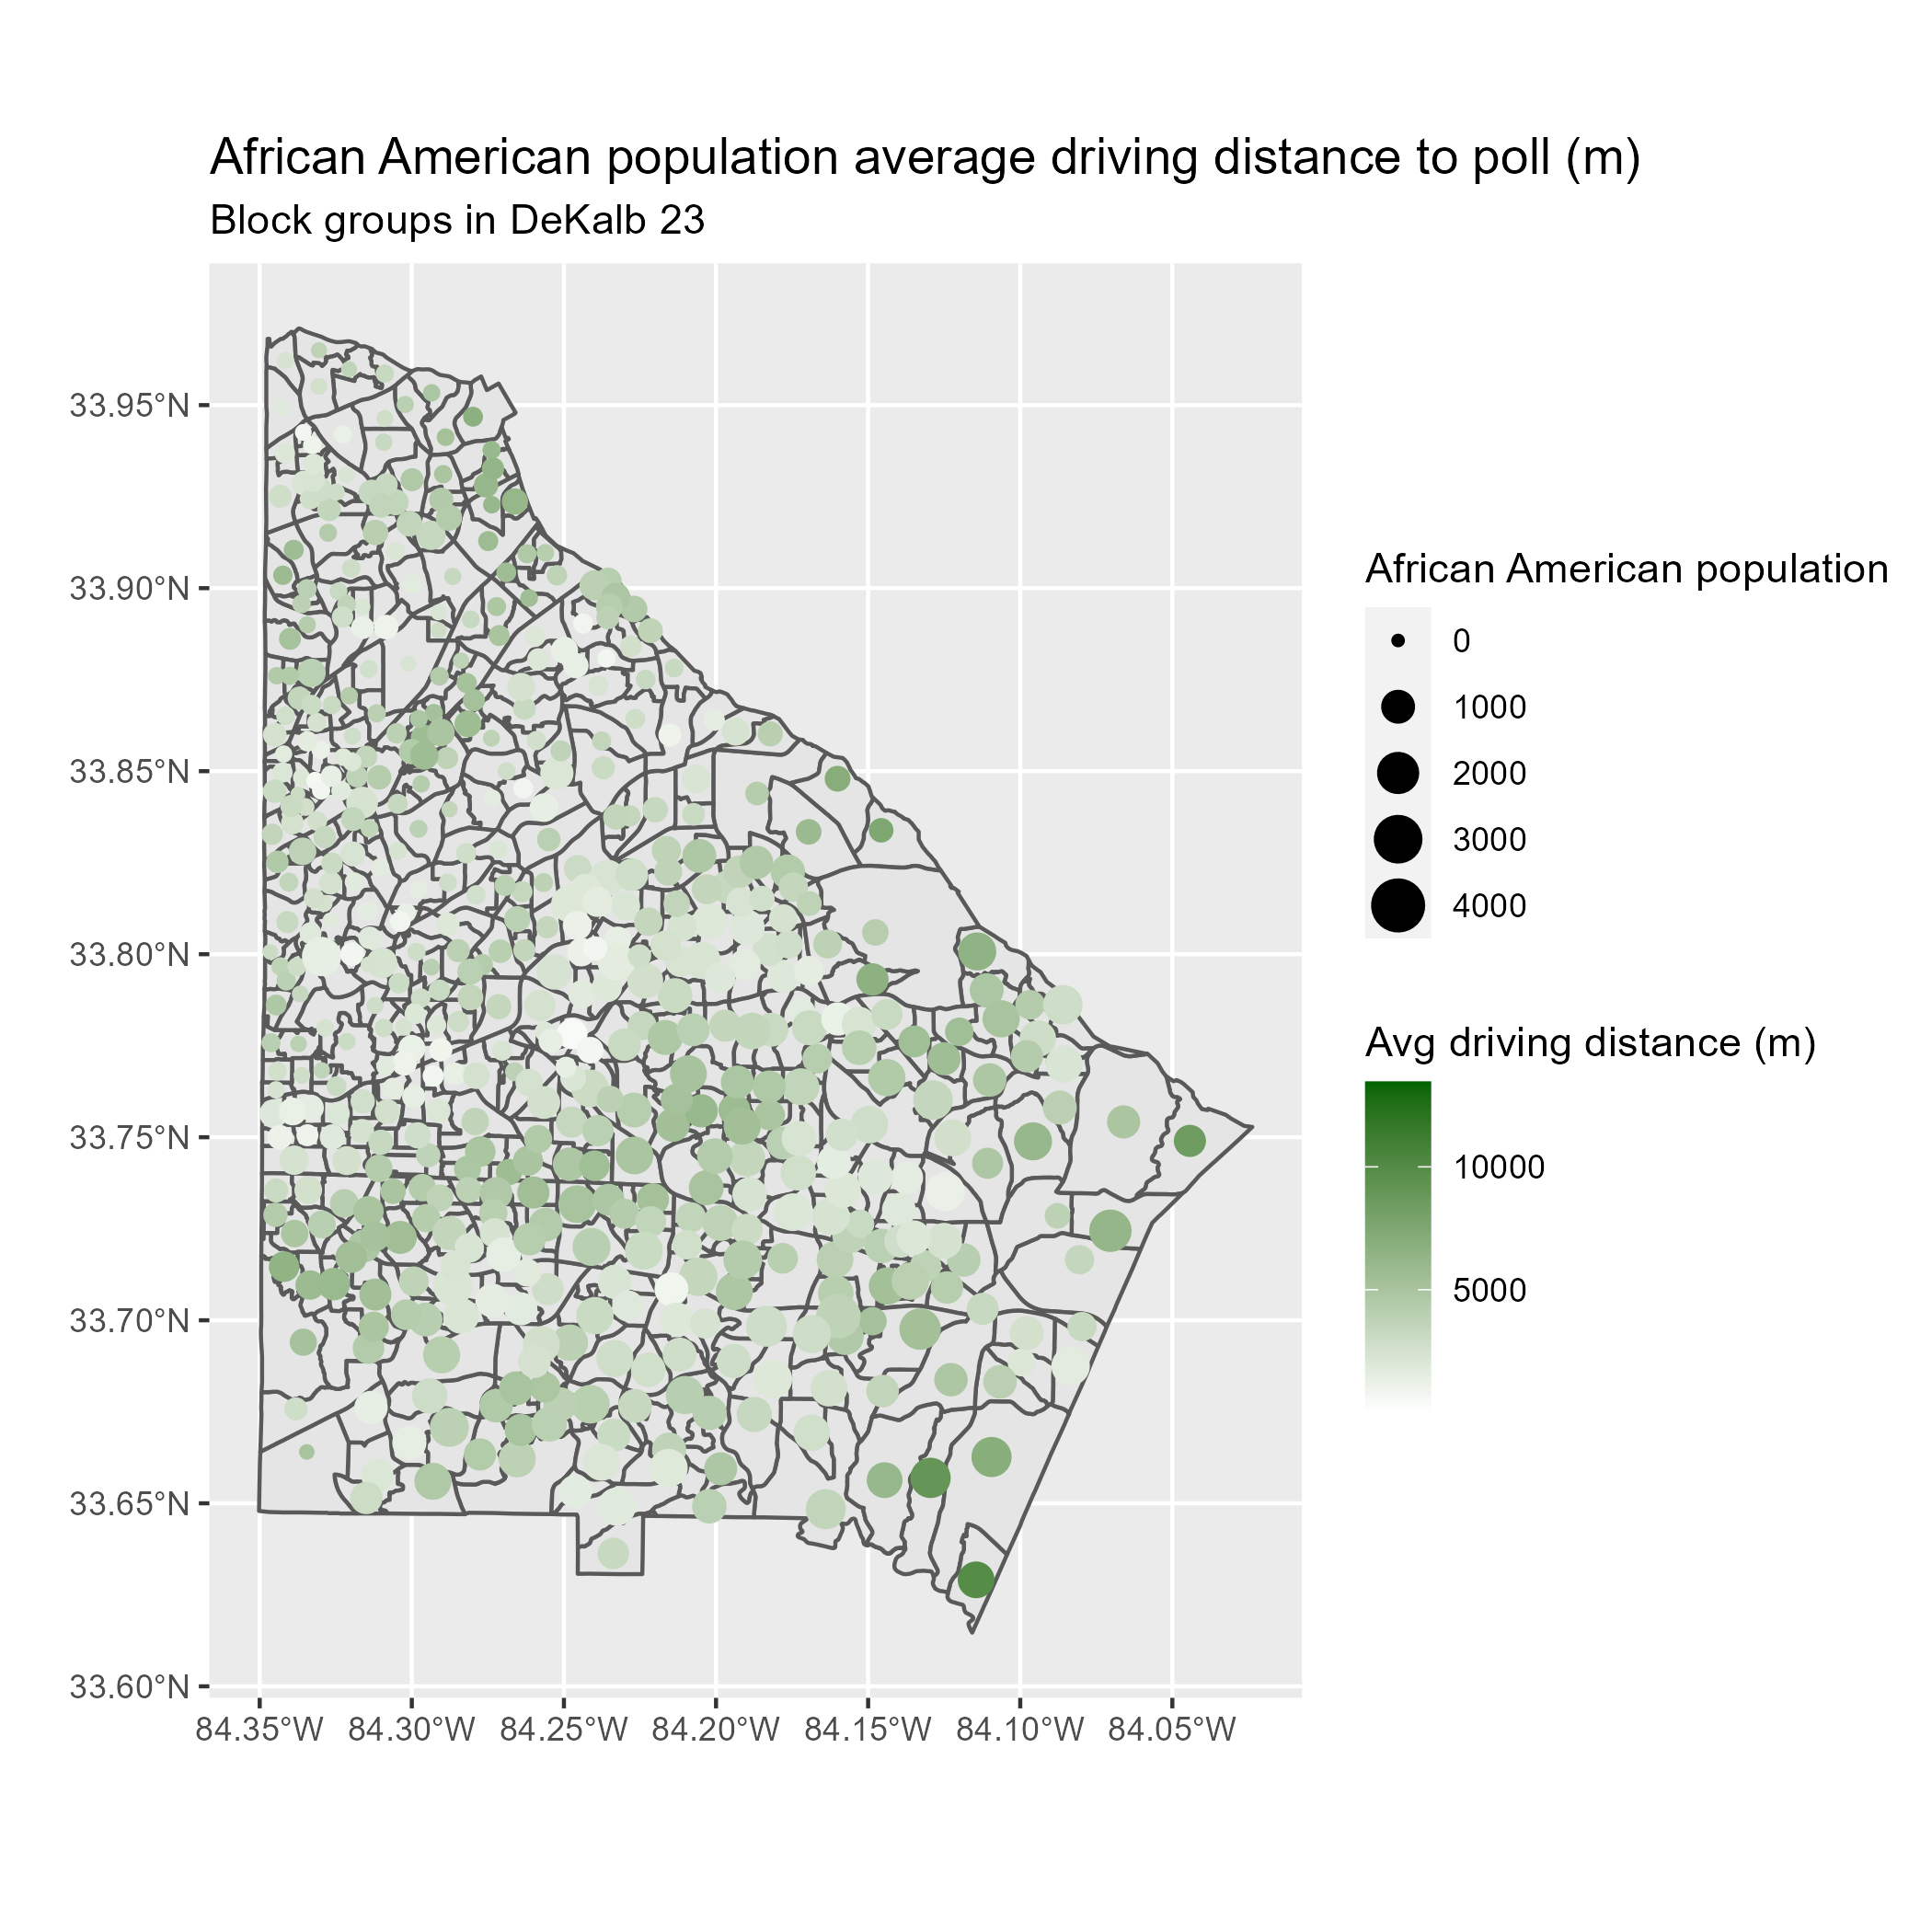 African American population average driving distance to poll (m)
Block groups in DeKalb 23
33.95°N
33.90°N
33.85°N
33.80°N
33.75°N
33.70°N
33.65°N
33.60°N
84.35°W 84.30°W 84.25°W 84.20°W 84.15°W 84.10°W 84.05°W
African American population
0
1000
2000
3000
4000
Avg driving distance (m)
10000
5000